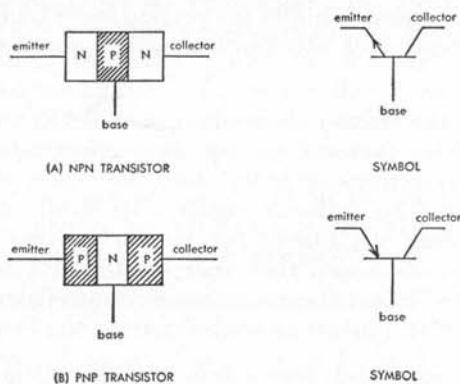 emitter
N
P
N
collector
base
(A) NPN TRANSISTOR
emitter
collector
base
SYMBOL
emitter
P
N
P
collector
base
(B) PNP TRANSISTOR
emitter
collector
base
SYMBOL